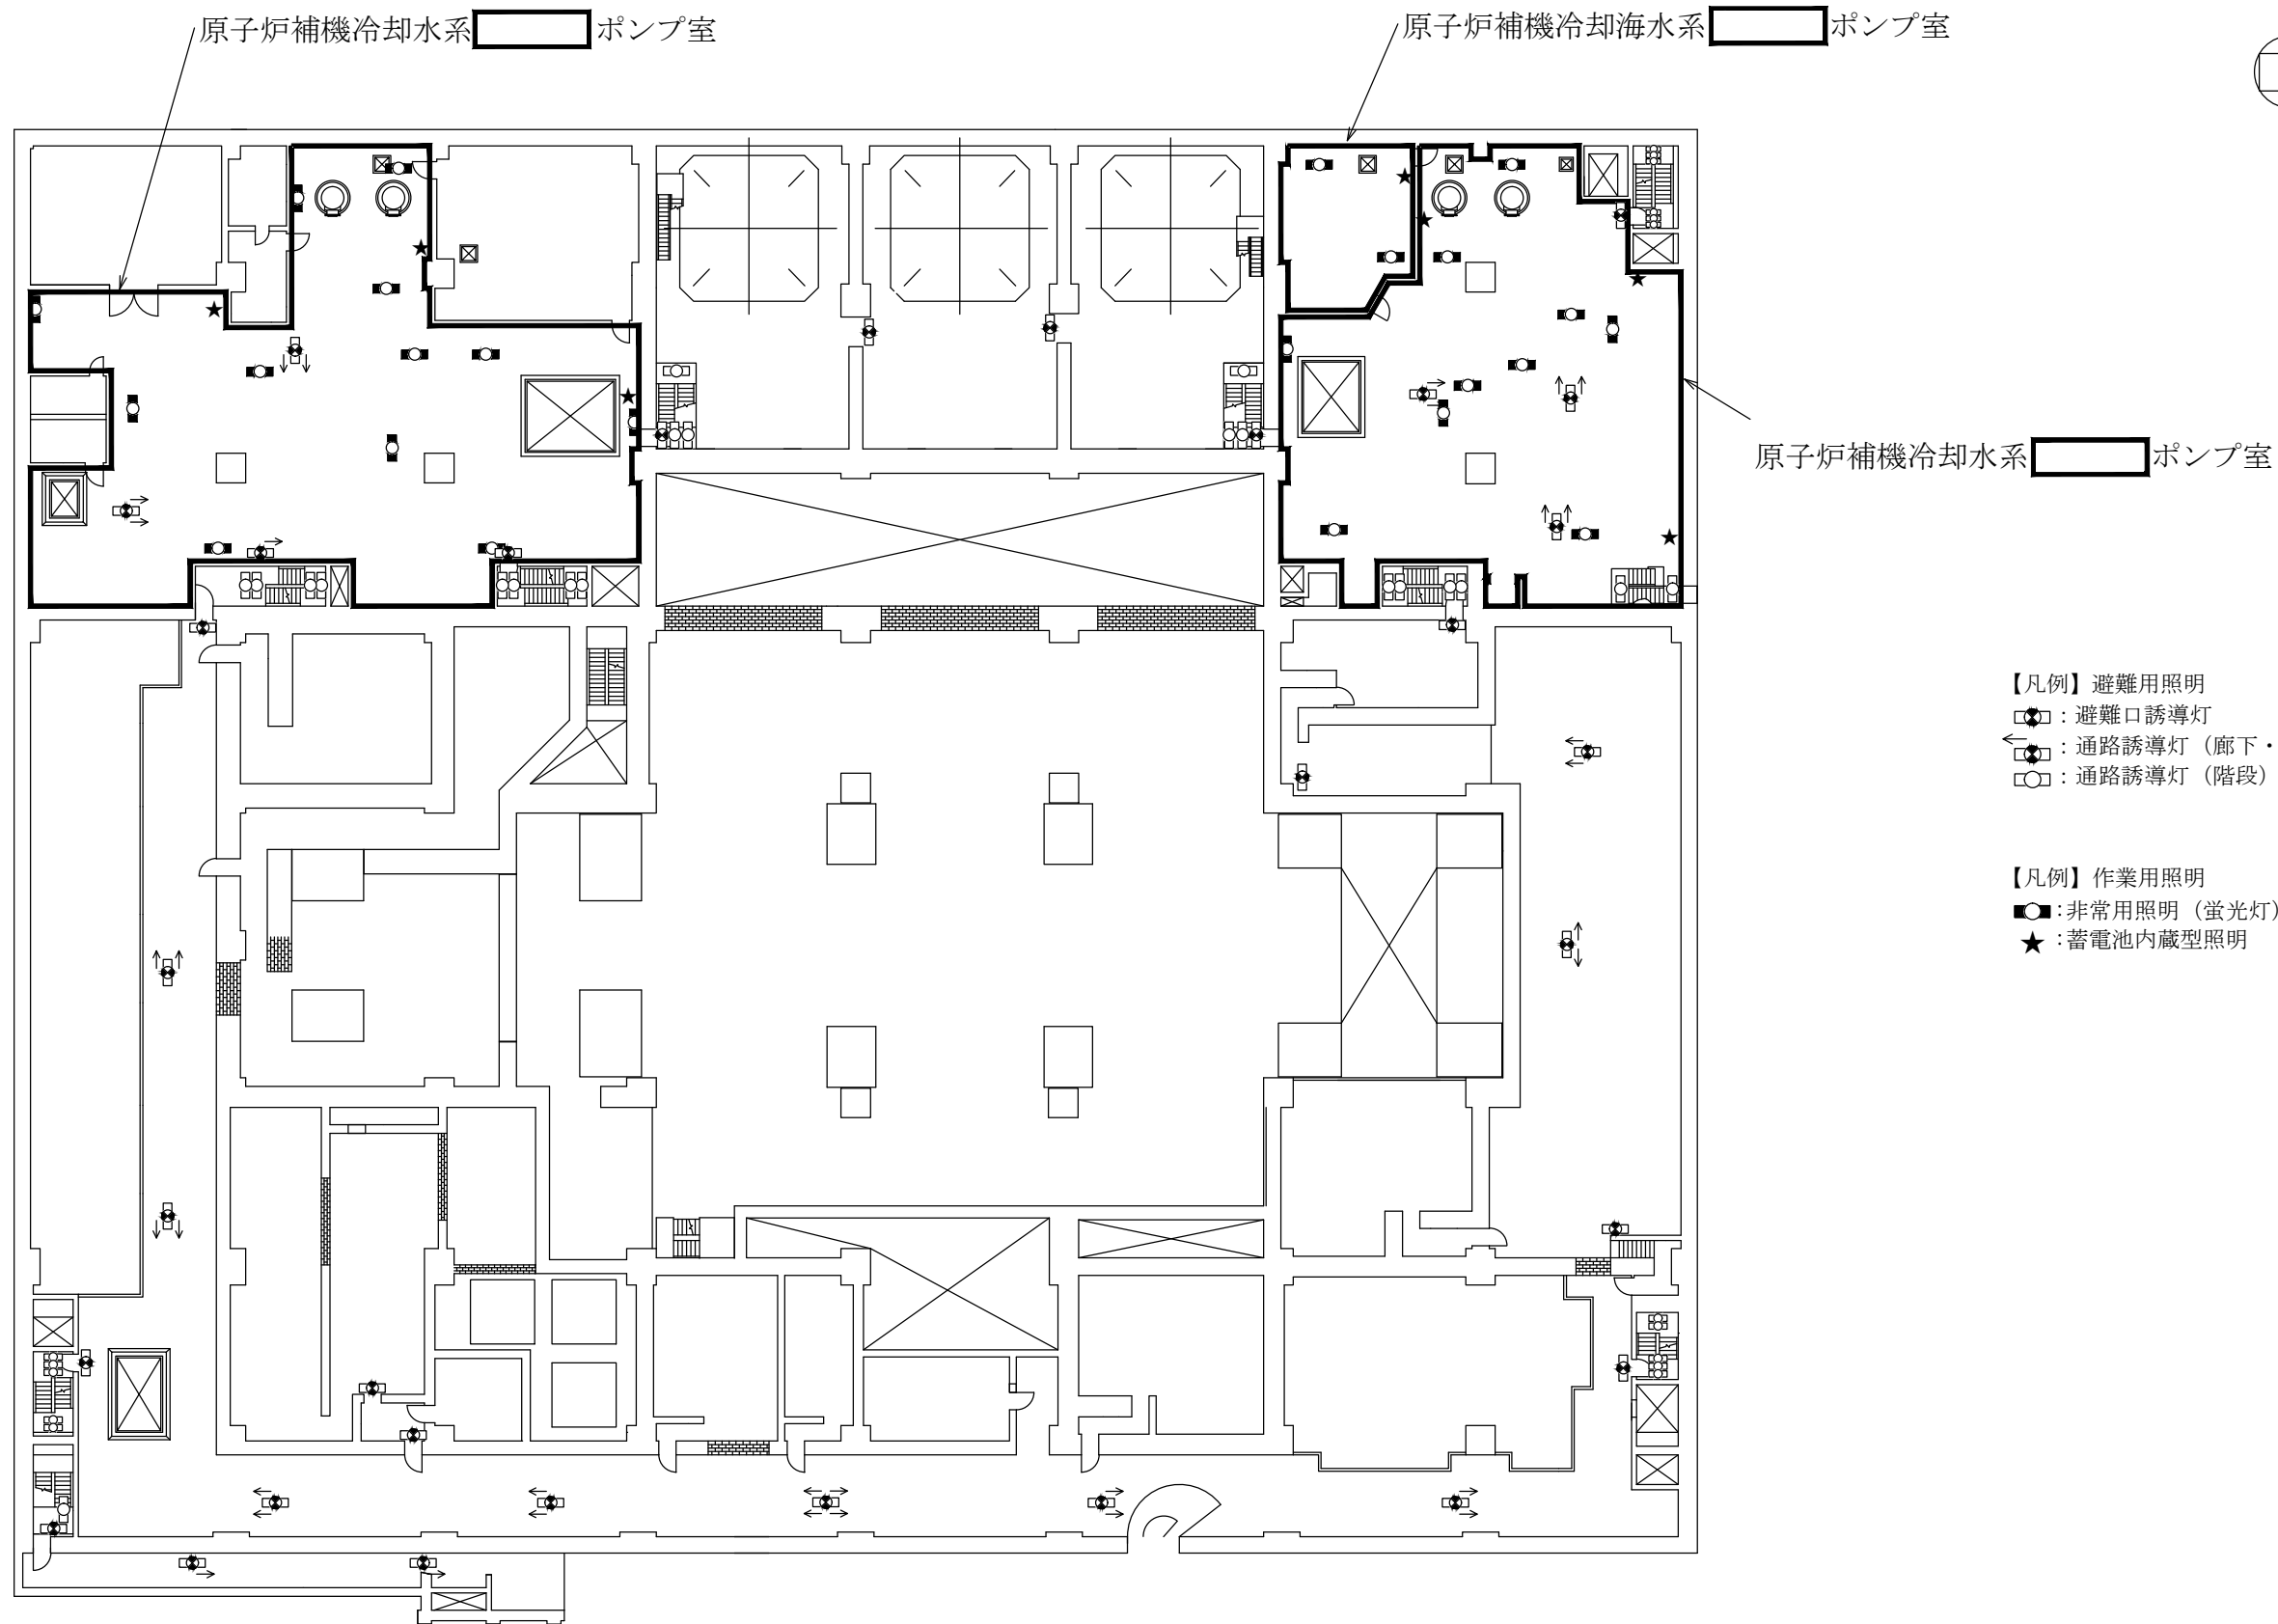 原子炉補機冷却水系 ポンプ室
原子炉補機冷却海水系 ポンプ室
原子炉補機冷却水系 ポンプ室
【凡例】避難用照明
：避難口誘導灯
：通路誘導灯（廊下・
：通路誘導灯（階段）
【凡例】作業用照明
：非常用照明（蛍光灯）
：蓄電池内蔵型照明